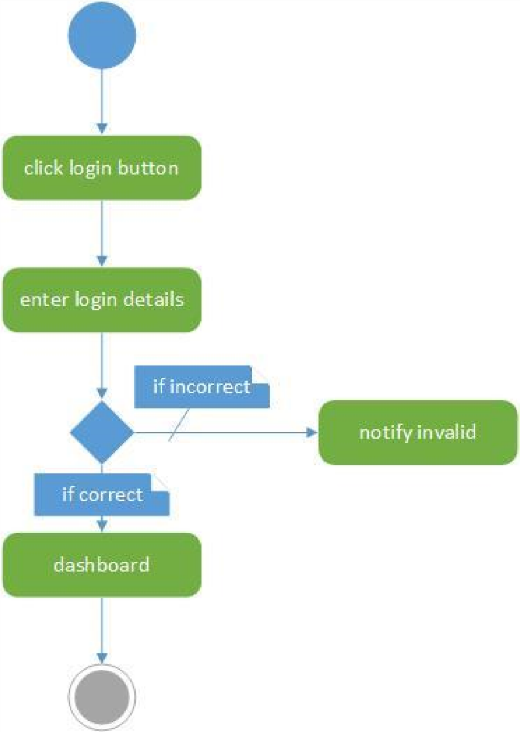 click login button
enter login details
if incorrect
notify invalid
if correct
dashboard